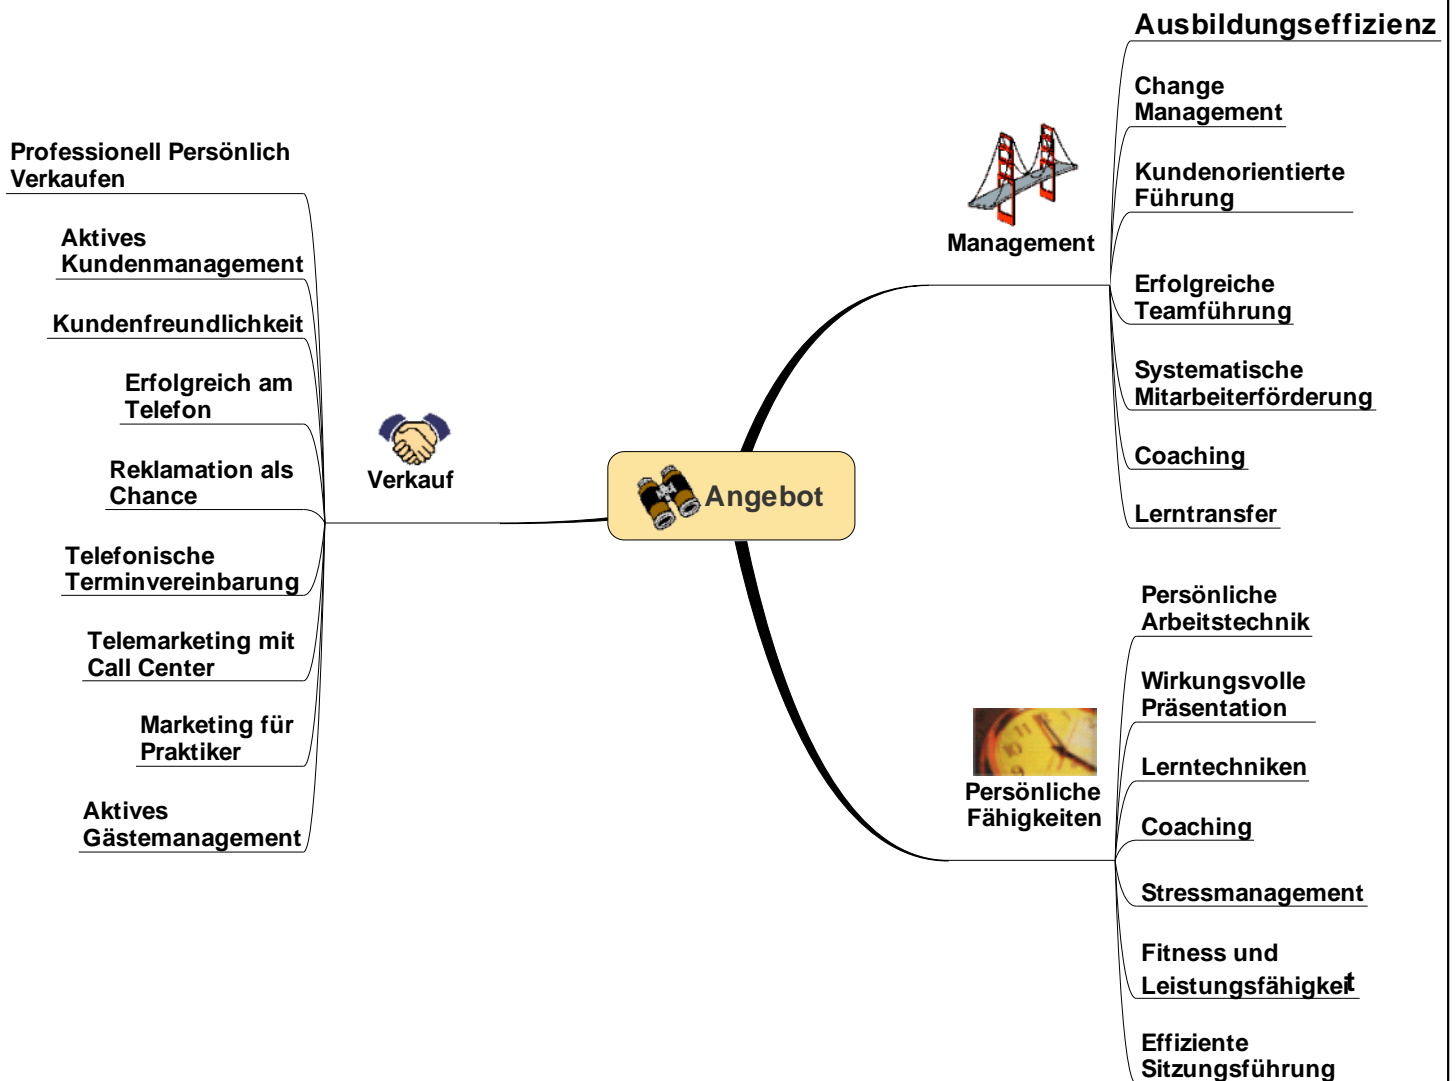 Angebot
Management
Ausbildungseffizienz
Change
Management
Kundenorientierte
Führung
Erfolgreiche
Teamführung
Systematische
Mitarbeiterförderung
Coaching
Lerntransfer
Persönliche
Fähigkeiten
Persönliche
Arbeitstechnik
Wirkungsvolle
Präsentation
Lerntechniken
Coaching
Stressmanagement
Fitness und
Leistungsfähigkeit
Effiziente
Sitzungsführung
Verkauf
Professionell Persönlich
Verkaufen
Aktives
Kundenmanagement
Kundenfreundlichkeit
Erfolgreich am
Telefon
Reklamation als
Chance
Telefonische
Terminvereinbarung
Telemarketing mit
Call Center
Marketing für
Praktiker
Aktives
Gästemanagement